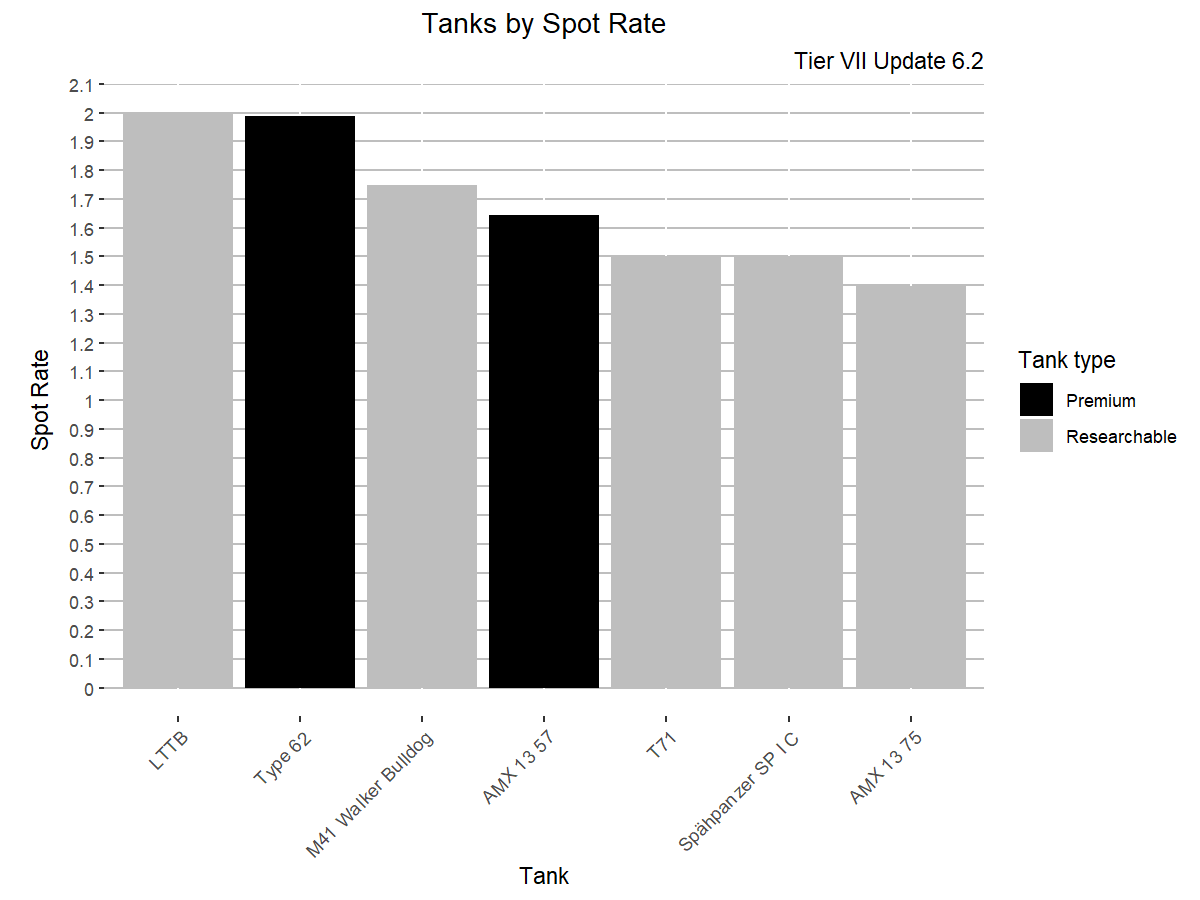 Tanks by Spot Rate
Tier VII Update 6.2
Spot Rate
2.1
2
1.9
1.8
1.7
1.6
1.5
1.4
1.3
1.2
1.1
1
0.9
0.8
0.7
0.6
0.5
0.4
0.3
0.2
0.1
0
LTTB
Type 62
M41 Walker Bulldog
AMX 13 57
T71
Spähpanzer SP I C
AMX 13 75
Tank
Tank type
Premium
Researchable